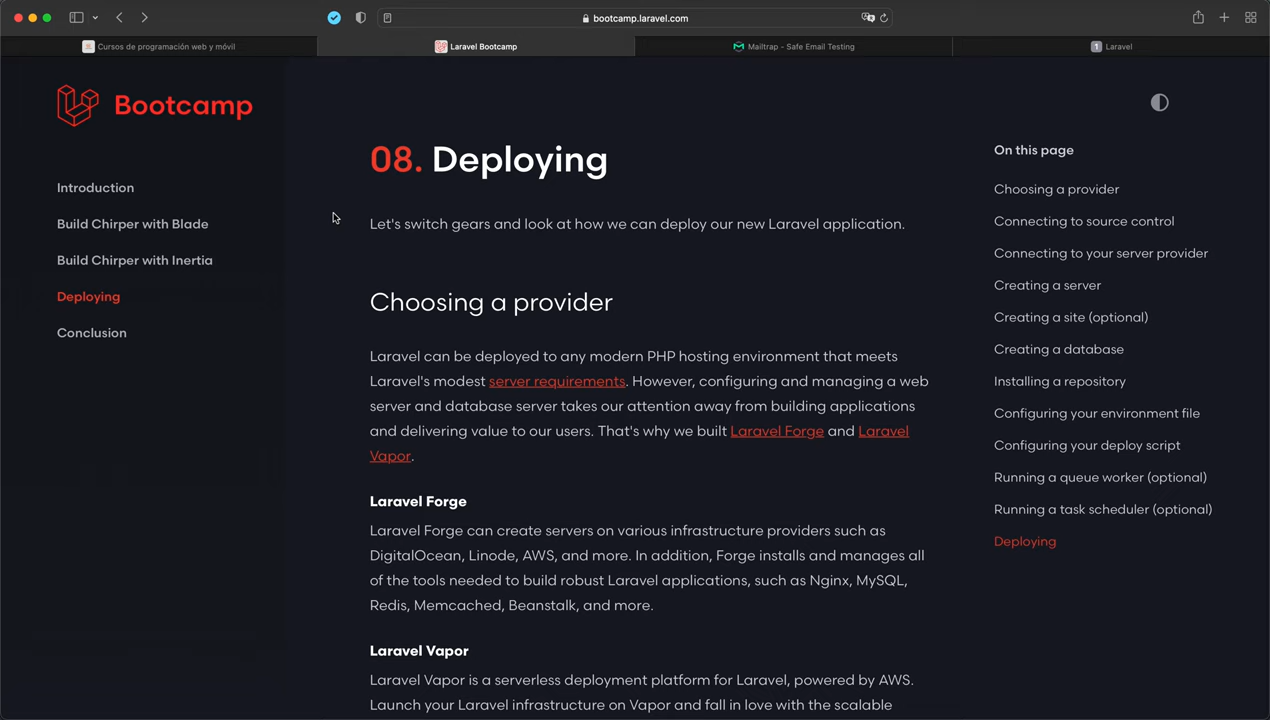 bootcamp.laravel.com
Cursos de programación web y móvil
Laravel Bootcamp
Mailtrap - Safe Email Testing
1 Laravel
Bootcamp
Introduction
Build Chirper with Blade
Build Chirper with Inertia
Deploying
Conclusion
08. Deploying
Let's switch gears and look at how we can deploy our new Laravel application.
Choosing a provider
Laravel can be deployed to any modern PHP hosting environment that meets
Laravel's modest server requirements. However, configuring and managing a web
server and database server takes our attention away from building applications
and delivering value to our users. That's why we built Laravel Forge and Laravel
Vapor.
Laravel Forge
Laravel Forge can create servers on various infrastructure providers such as
DigitalOcean, Linode, AWS, and more. In addition, Forge installs and manages all
of the tools needed to build robust Laravel applications, such as Nginx, MySQL,
Redis, Memcached, Beanstalk, and more.
Laravel Vapor
Laravel Vapor is a serverless deployment platform for Laravel, powered by AWS.
Launch your Laravel infrastructure on Vapor and fall in love with the scalable
On this page
Choosing a provider
Connecting to source control
Connecting to your server provider
Creating a server
Creating a site (optional)
Creating a database
Installing a repository
Configuring your environment file
Configuring your deploy script
Running a queue worker (optional)
Running a task scheduler (optional)
Deploying